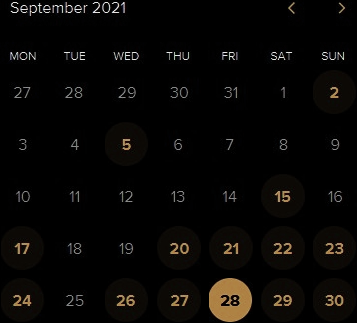 September 2021 < >
MON TUE WED THU FRI SAT SUN
27 28 29 30 31 1 2
3 4 5 6 7 8 9
10 11 12 13 14 15 16
17 18 19 20 21 22 23
24 25 26 27 28 29 30